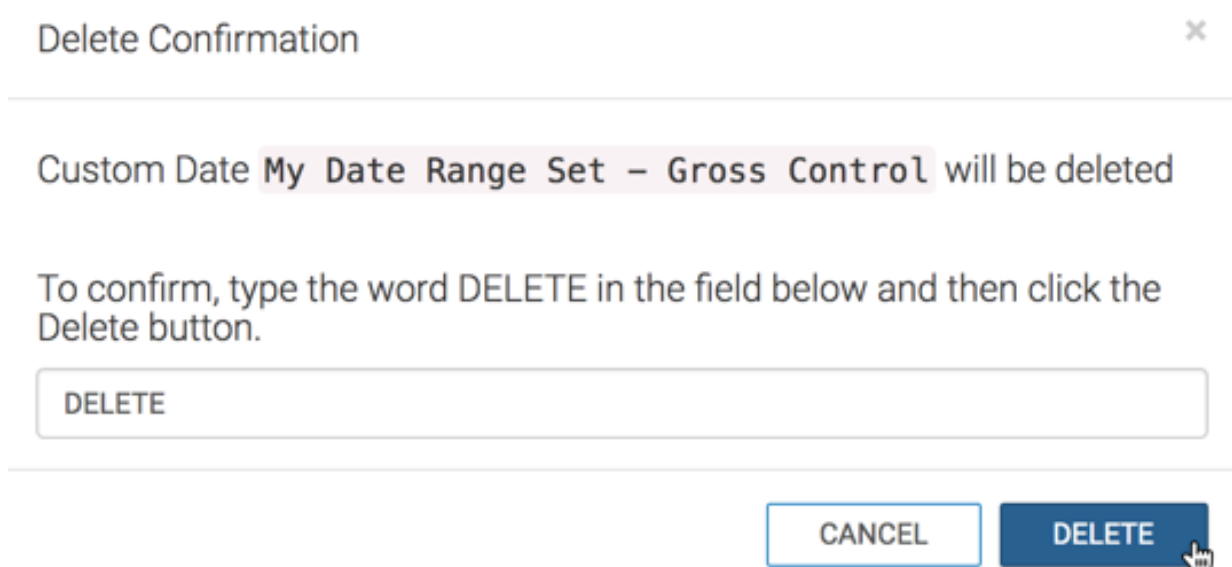 Delete Confirmation ×
Custom Date My Date Range Set – Gross Control will be deleted
To confirm, type the word DELETE in the field below and then click the
Delete button.
DELETE
CANCEL DELETE